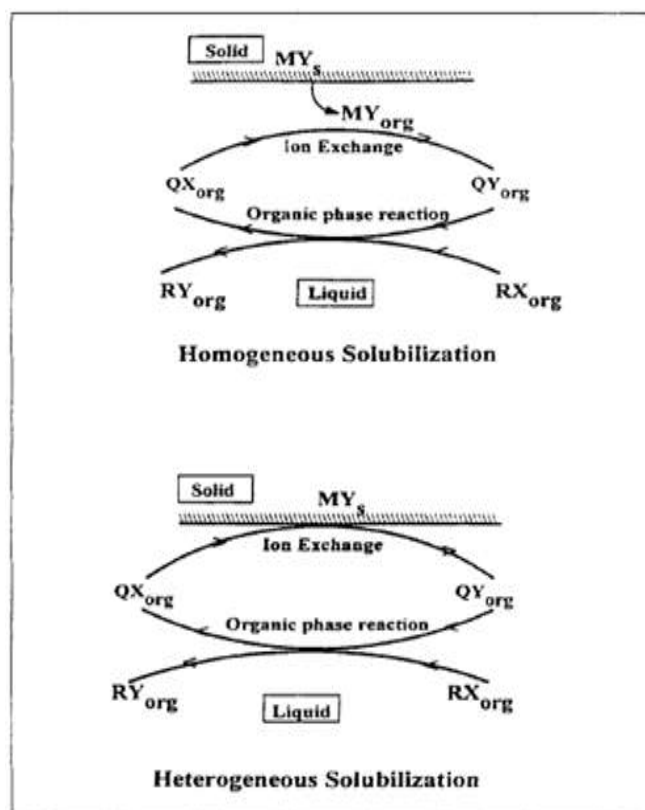 Solid
MYs
MYorg
Ion Exchange
QXorg QYorg
Organic phase reaction
RYorg Liquid RXorg
Homogeneous Solubilization
Solid
MYs
Ion Exchange
QXorg QYorg
Organic phase reaction
RYorg Liquid RXorg
Heterogeneous Solubilization